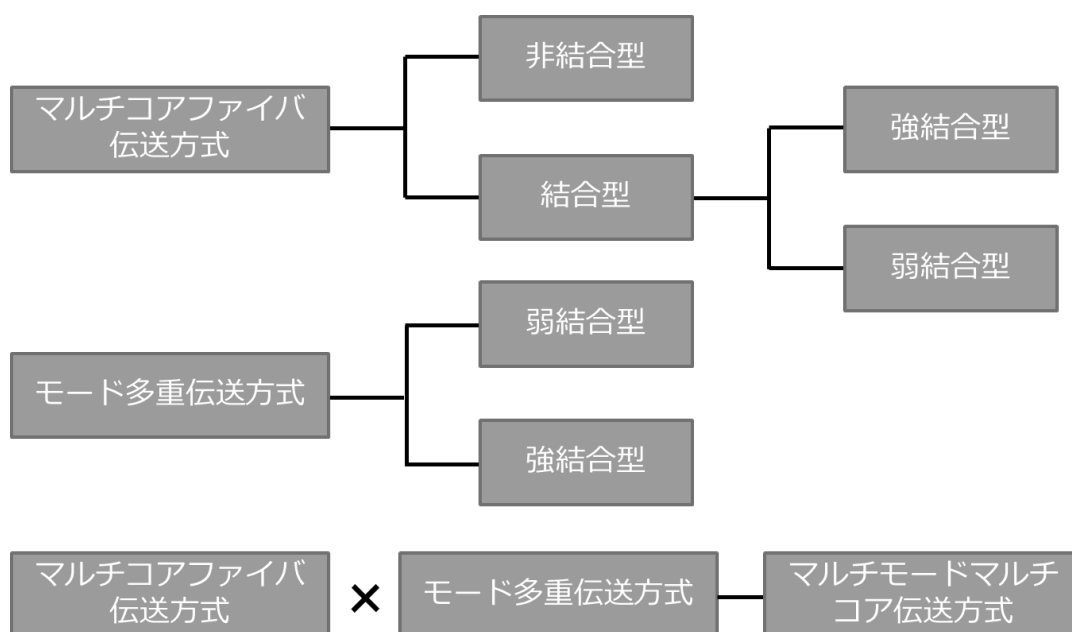 非結合型
マルチコアファイバ
伝送方式
強結合型
結合型
弱結合型
弱結合型
モード多重伝送方式
強結合型
マルチコアファイバ
伝送方式
×
モード多重伝送方式
マルチモードマルチ
コア伝送方式